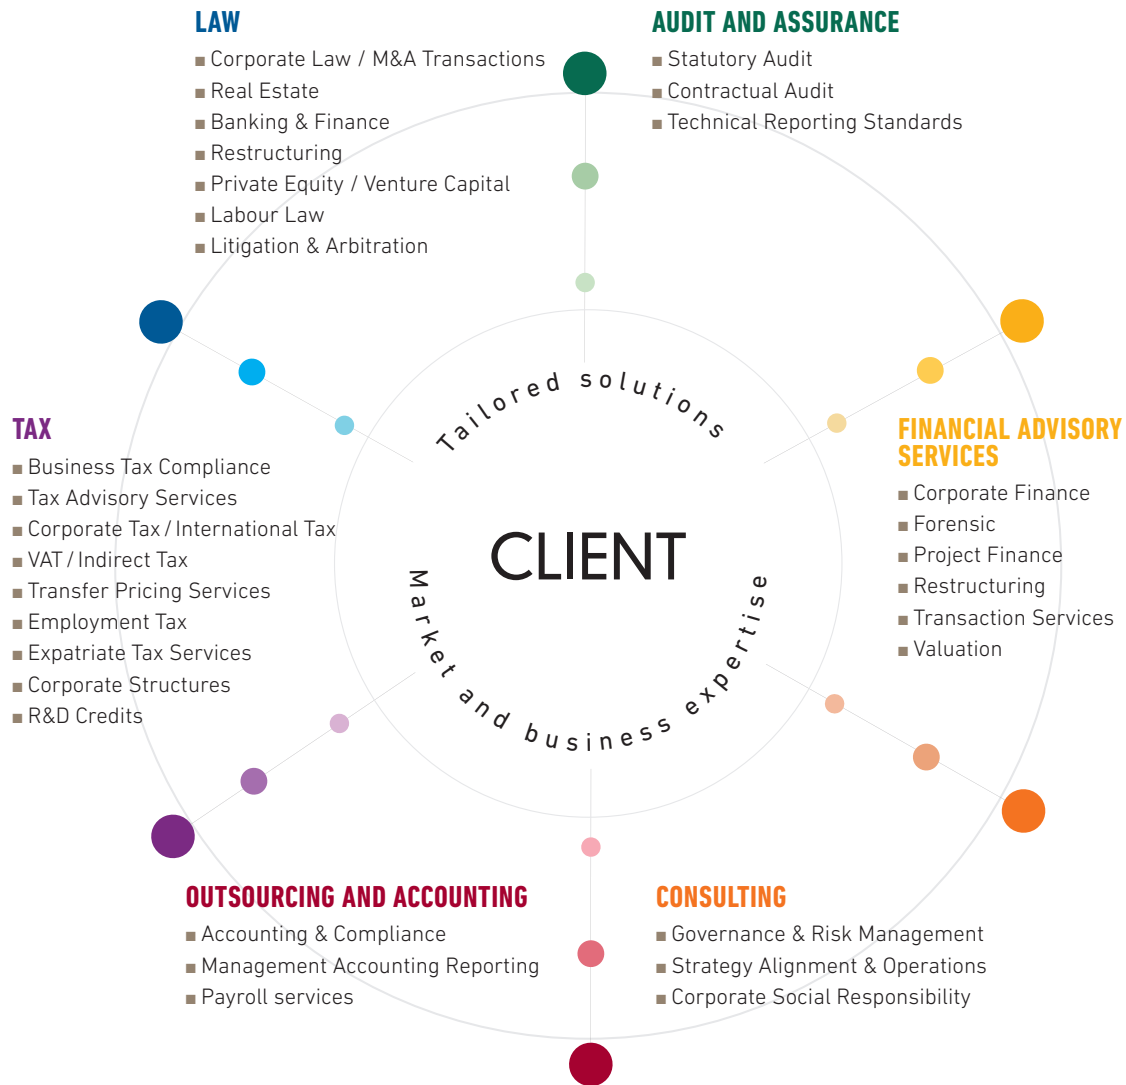 LAW
■ Corporate Law / M&A Transactions
■ Real Estate
■ Banking & Finance
■ Restructuring
■ Private Equity / Venture Capital
■ Labour Law
■ Litigation & Arbitration
AUDIT AND ASSURANCE
■ Statutory Audit
■ Contractual Audit
■ Technical Reporting Standards
TAX
■ Business Tax Compliance
■ Tax Advisory Services
■ Corporate Tax / International Tax
■ VAT / Indirect Tax
■ Transfer Pricing Services
■ Employment Tax
■ Expatriate Tax Services
■ Corporate Structures
■ R&D Credits
Tailored solutions
CLIENT
Market and business expertise
FINANCIAL ADVISORY
SERVICES
■ Corporate Finance
■ Forensic
■ Project Finance
■ Restructuring
■ Transaction Services
■ Valuation
OUTSOURCING AND ACCOUNTING
■ Accounting & Compliance
■ Management Accounting Reporting
■ Payroll services
CONSULTING
■ Governance & Risk Management
■ Strategy Alignment & Operations
■ Corporate Social Responsibility